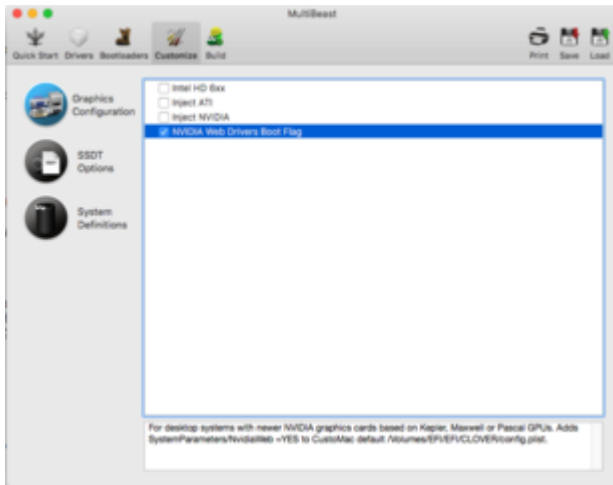 MultiBeast
Quick Start Drivers Bootloaders Customize Build Print Save Load
Graphics
Configuration
SSDT
Options
System
Definitions
Intel HD 6xx
Inject ATI
Inject NVIDIA
NVIDIA Web Drivers Boot Flag
For desktop systems with newer NVIDIA graphics cards based on Kepler, Maxwell or Pascal GPUs. Adds
SystemParameters/NvidiaWeb =YES to CustoMac default /Volumes/EFI/EFI/CLOVER/config.plist.